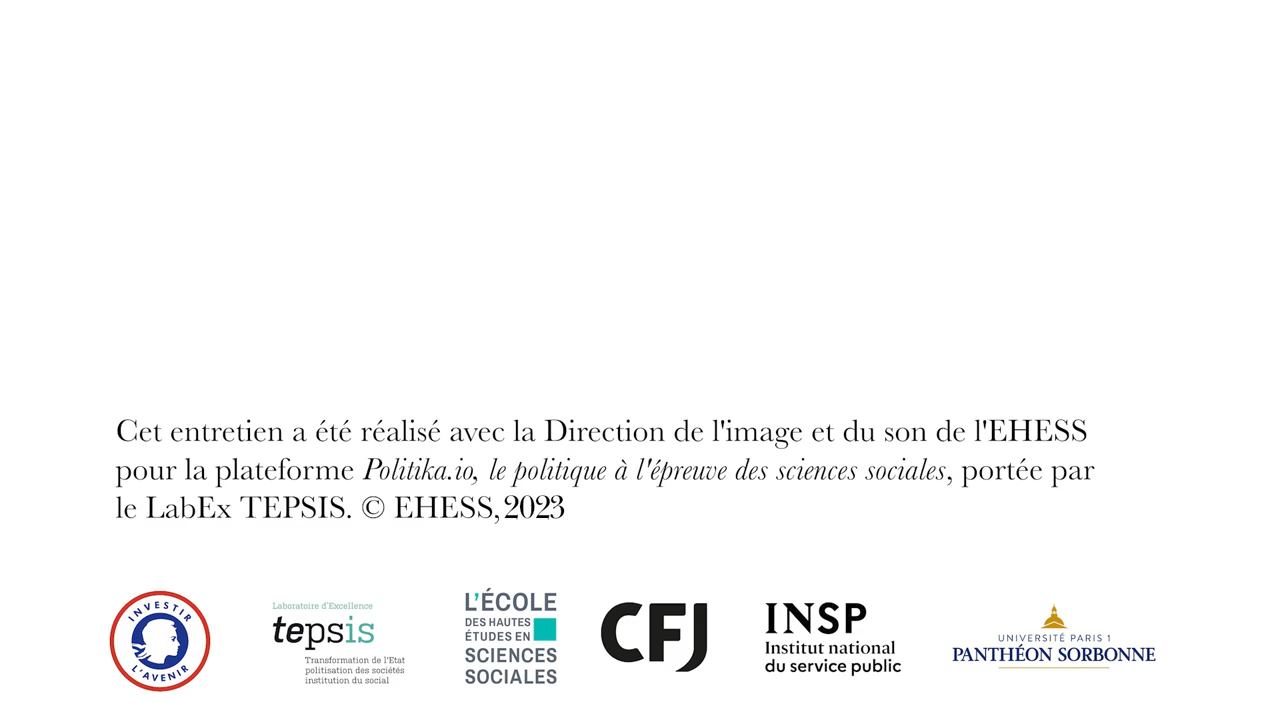 Cet entretien a été réalisé avec la Direction de l'image et du son de l'EHESS
pour la plateforme Politika.io, le politique à l'épreuve des sciences sociales, portée par
le LabEx TEPSIS. © EHESS, 2023
INVESTIR
L'AVENIR
Laboratoire d'Excellence
tepsis
Transformation de l'Etat
politisation des sociétés
institution du social
L'ÉCOLE
DES HAUTES
ÉTUDES EN
SCIENCES
SOCIALES
CFJ
INSP
Institut national
du service public
UNIVERSITÉ PARIS 1
PANTHÉON SORBONNE